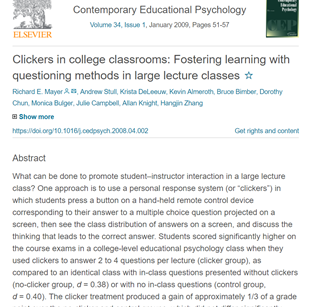 Contemporary Educational Psychology
Volume 34, Issue 1, January 2009, Pages 51-57
ELSEVIER
Clickers in college classrooms: Fostering learning with
questioning methods in large lecture classes ☆
Richard E. Mayer, Andrew Stull, Krista DeLeeuw, Kevin Almeroth, Bruce Bimber, Dorothy
Chun, Monica Bulger, Julie Campbell, Allan Knight, Hangjin Zhang
Show more
https://doi.org/10.1016/j.cedpsych.2008.04.002
Get rights and content
Abstract
What can be done to promote student–instructor interaction in a large lecture
class? One approach is to use a personal response system (or “clickers”) in
which students press a button on a hand-held remote control device
corresponding to their answer to a multiple choice question projected on a
screen, then see the class distribution of answers on a screen, and discuss the
thinking that leads to the correct answer. Students scored significantly higher on
the course exams in a college-level educational psychology class when they
used clickers to answer 2 to 4 questions per lecture (clicker group), as
compared to an identical class with in-class questions presented without clickers
(no-clicker group, d = 0.38) or with no in-class questions (control group,
d = 0.40). The clicker treatment produced a gain of approximately 1/3 of a grade